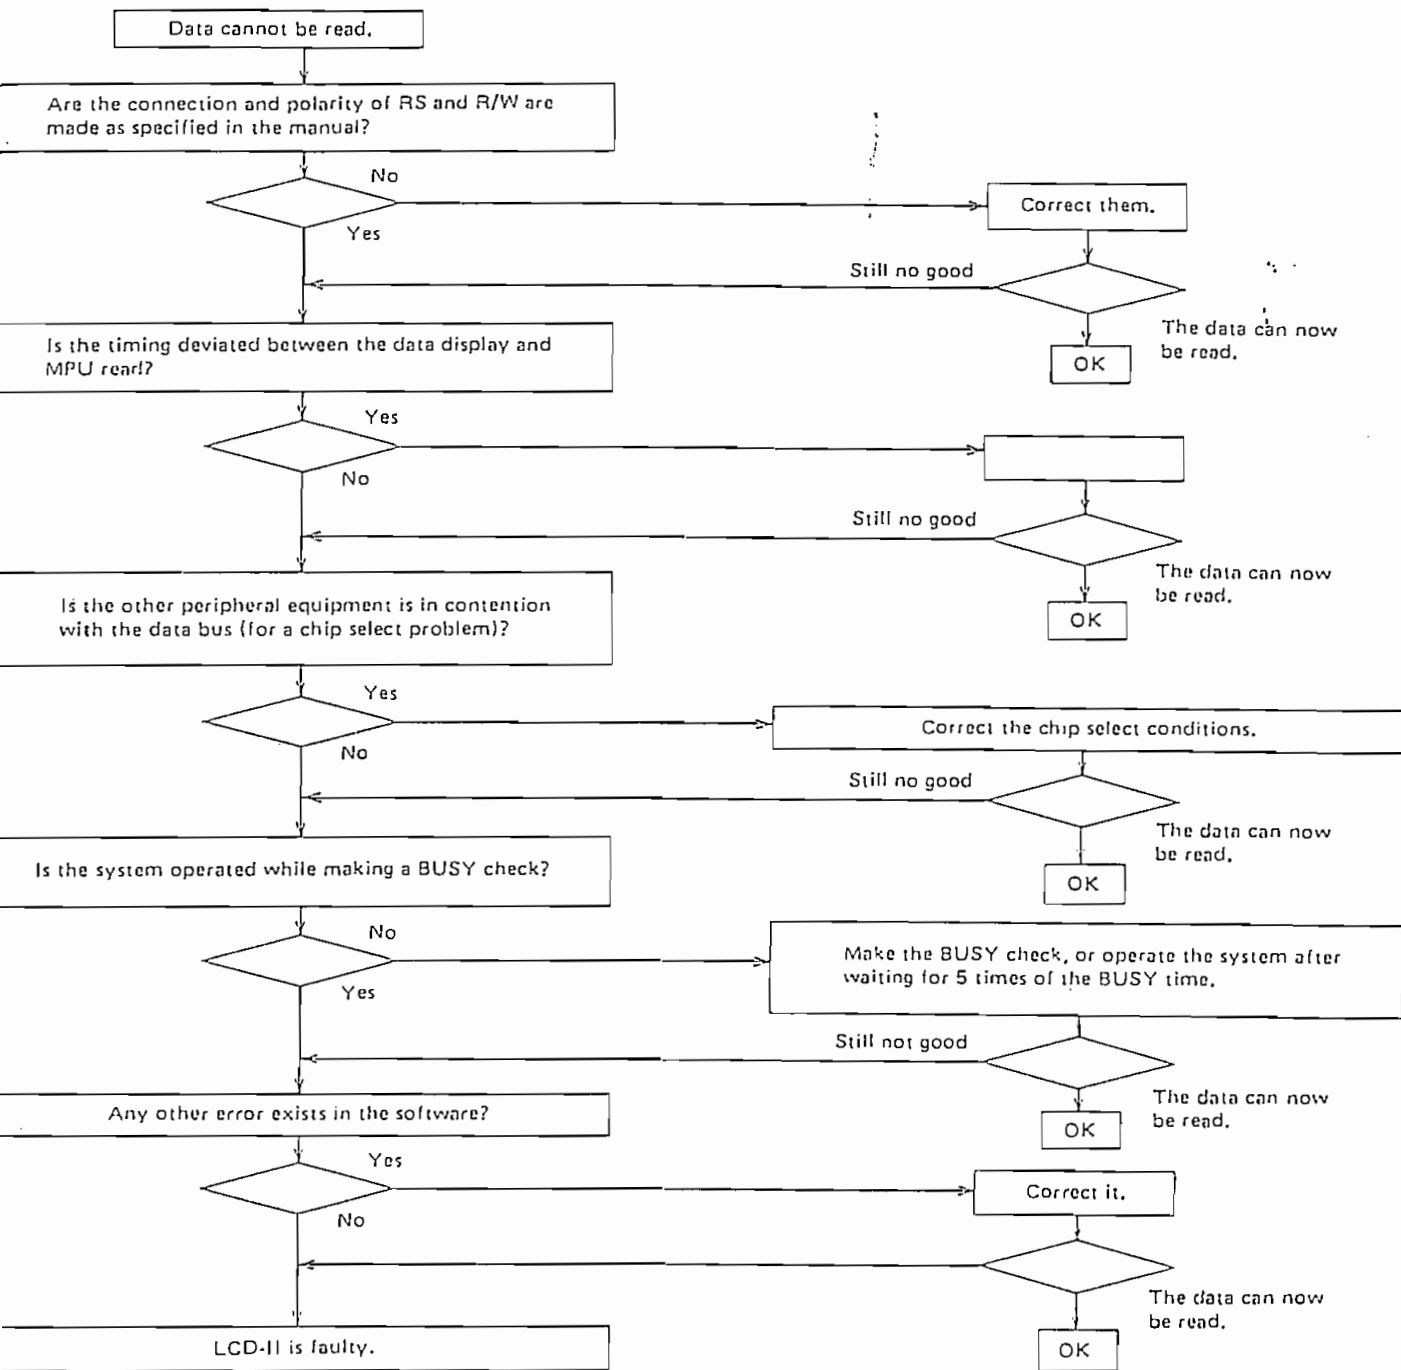 Data cannot be read.
Are the connection and polarity of RS and R/W are
made as specified in the manual?
No
Yes
Correct them.
Still no good
The data can now
be read.
OK
Is the timing deviated between the data display and
MPU read?
Yes
No
Still no good
The data can now
be read.
OK
Is the other peripheral equipment is in contention
with the data bus (for a chip select problem)?
Yes
No
Correct the chip select conditions.
Still no good
The data can now
be read.
OK
Is the system operated while making a BUSY check?
No
Yes
Make the BUSY check, or operate the system after
waiting for 5 times of the BUSY time.
Still not good
The data can now
be read.
OK
Any other error exists in the software?
Yes
No
Correct it.
The data can now
be read.
OK
LCD-II is faulty.